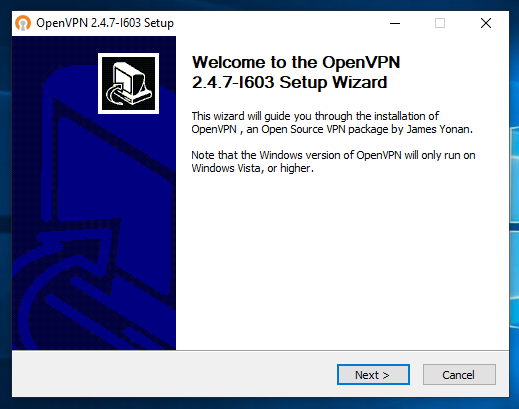 OpenVPN 2.4.7-I603 Setup
Welcome to the OpenVPN
2.4.7-I603 Setup Wizard
This wizard will guide you through the installation of
OpenVPN , an Open Source VPN package by James Yonan.
Note that the Windows version of OpenVPN will only run on
Windows Vista, or higher.
Next >
Cancel